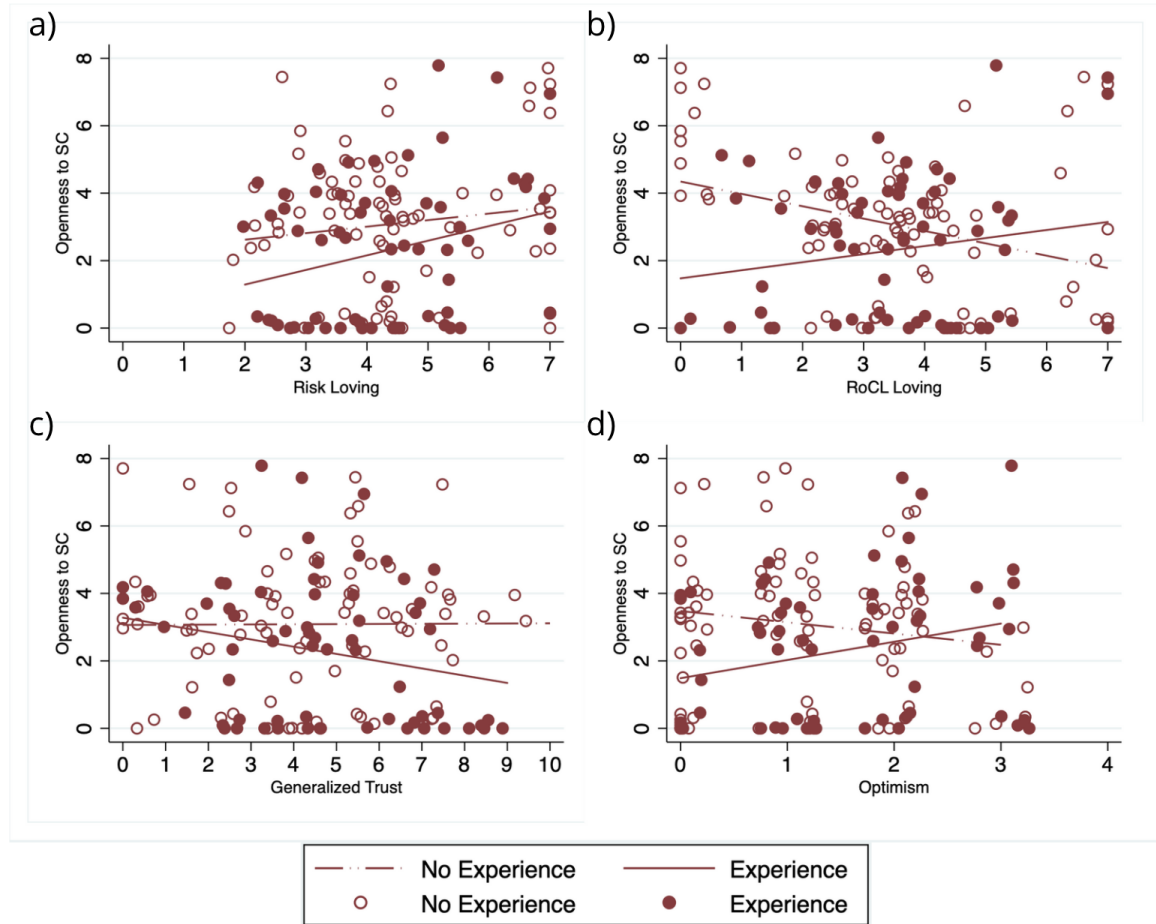 a)
Openness to SC
8
6
4
2
0
0 1 2 3 4 5 6 7
Risk Loving
b)
Openness to SC
8
6
4
2
0
0 1 2 3 4 5 6 7
RoCL Loving
c)
Openness to SC
8
6
4
2
0
0 1 2 3 4 5 6 7 8 9 10
Generalized Trust
d)
Openness to SC
8
6
4
2
0
0 1 2 3 4
Optimism
No Experience Experience
No Experience Experience